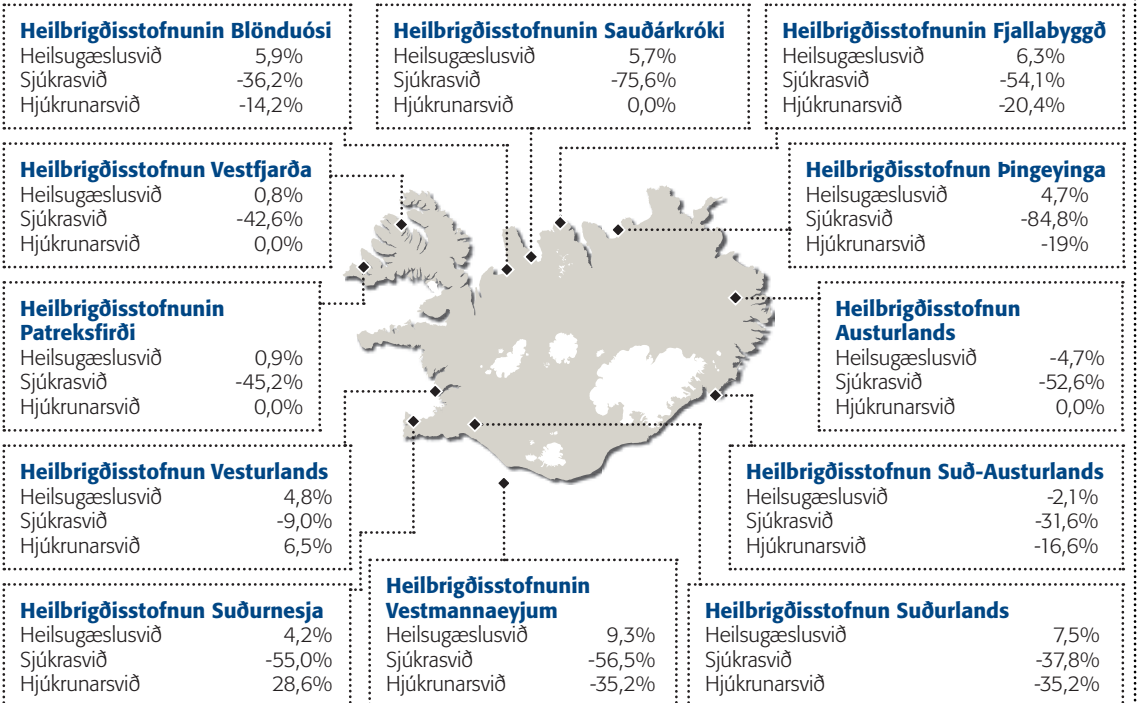 Heilbrigðisstofnunin Blönduósi
Heilsugæslusvið 5,9%
Sjúkrasvið -36,2%
Hjúkrunarsvið -14,2%
Heilbrigðisstofnunin Sauðárkróki
Heilsugæslusvið 5,7%
Sjúkrasvið -75,6%
Hjúkrunarsvið 0,0%
Heilbrigðisstofnunin Fjallabyggð
Heilsugæslusvið 6,3%
Sjúkrasvið -54,1%
Hjúkrunarsvið -20,4%
Heilbrigðisstofnun Vestfjarða
Heilsugæslusvið 0,8%
Sjúkrasvið -42,6%
Hjúkrunarsvið 0,0%
Heilbrigðisstofnun Þingeyinga
Heilsugæslusvið 4,7%
Sjúkrasvið -84,8%
Hjúkrunarsvið -19%
Heilbrigðisstofnunin
Patreksfirði
Heilsugæslusvið 0,9%
Sjúkrasvið -45,2%
Hjúkrunarsvið 0,0%
Heilbrigðisstofnun
Austurlands
Heilsugæslusvið -4,7%
Sjúkrasvið -52,6%
Hjúkrunarsvið 0,0%
Heilbrigðisstofnun Vesturlands
Heilsugæslusvið 4,8%
Sjúkrasvið -9,0%
Hjúkrunarsvið 6,5%
Heilbrigðisstofnun Suð-Austurlands
Heilsugæslusvið -2,1%
Sjúkrasvið -31,6%
Hjúkrunarsvið -16,6%
Heilbrigðisstofnun Suðurnesja
Heilsugæslusvið 4,2%
Sjúkrasvið -55,0%
Hjúkrunarsvið 28,6%
Heilbrigðisstofnunin
Vestmannaeyjum
Heilsugæslusvið 9,3%
Sjúkrasvið -56,5%
Hjúkrunarsvið -35,2%
Heilbrigðisstofnun Suðurlands
Heilsugæslusvið 7,5%
Sjúkrasvið -37,8%
Hjúkrunarsvið -35,2%